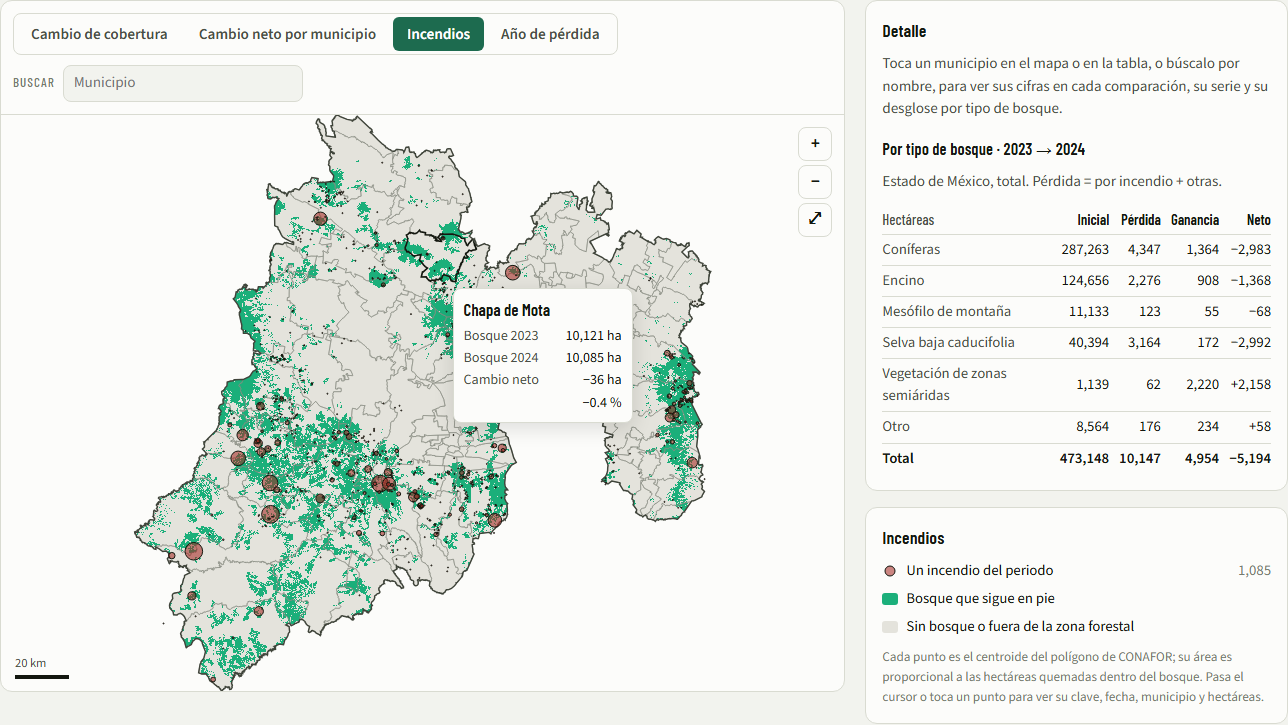 Cambio de cobertura Cambio neto por municipio Incendios Año de pérdida
BUSCAR Municipio
+
−
Chapa de Mota
Bosque 2023 10,121 ha
Bosque 2024 10,085 ha
Cambio neto −36 ha
−0.4 %
20 km
Detalle
Toca un municipio en el mapa o en la tabla, o búscalo por
nombre, para ver sus cifras en cada comparación, su serie y su
desglose por tipo de bosque.
Por tipo de bosque · 2023 → 2024
Estado de México, total. Pérdida = por incendio + otras.
Hectáreas Inicial Pérdida Ganancia Neto
Coníferas 287,263 4,347 1,364 −2,983
Encino 124,656 2,276 908 −1,368
Mesófilo de montaña 11,133 123 55 −68
Selva baja caducifolia 40,394 3,164 172 −2,992
Vegetación de zonas
semiáridas 1,139 62 2,220 +2,158
Otro 8,564 176 234 +58
Total 473,148 10,147 4,954 −5,194
Incendios
Un incendio del periodo 1,085
Bosque que sigue en pie
Sin bosque o fuera de la zona forestal
Cada punto es el centroide del polígono de CONAFOR; su área es
proporcional a las hectáreas quemadas dentro del bosque. Pasa el
cursor o toca un punto para ver su clave, fecha, municipio y hectáreas.